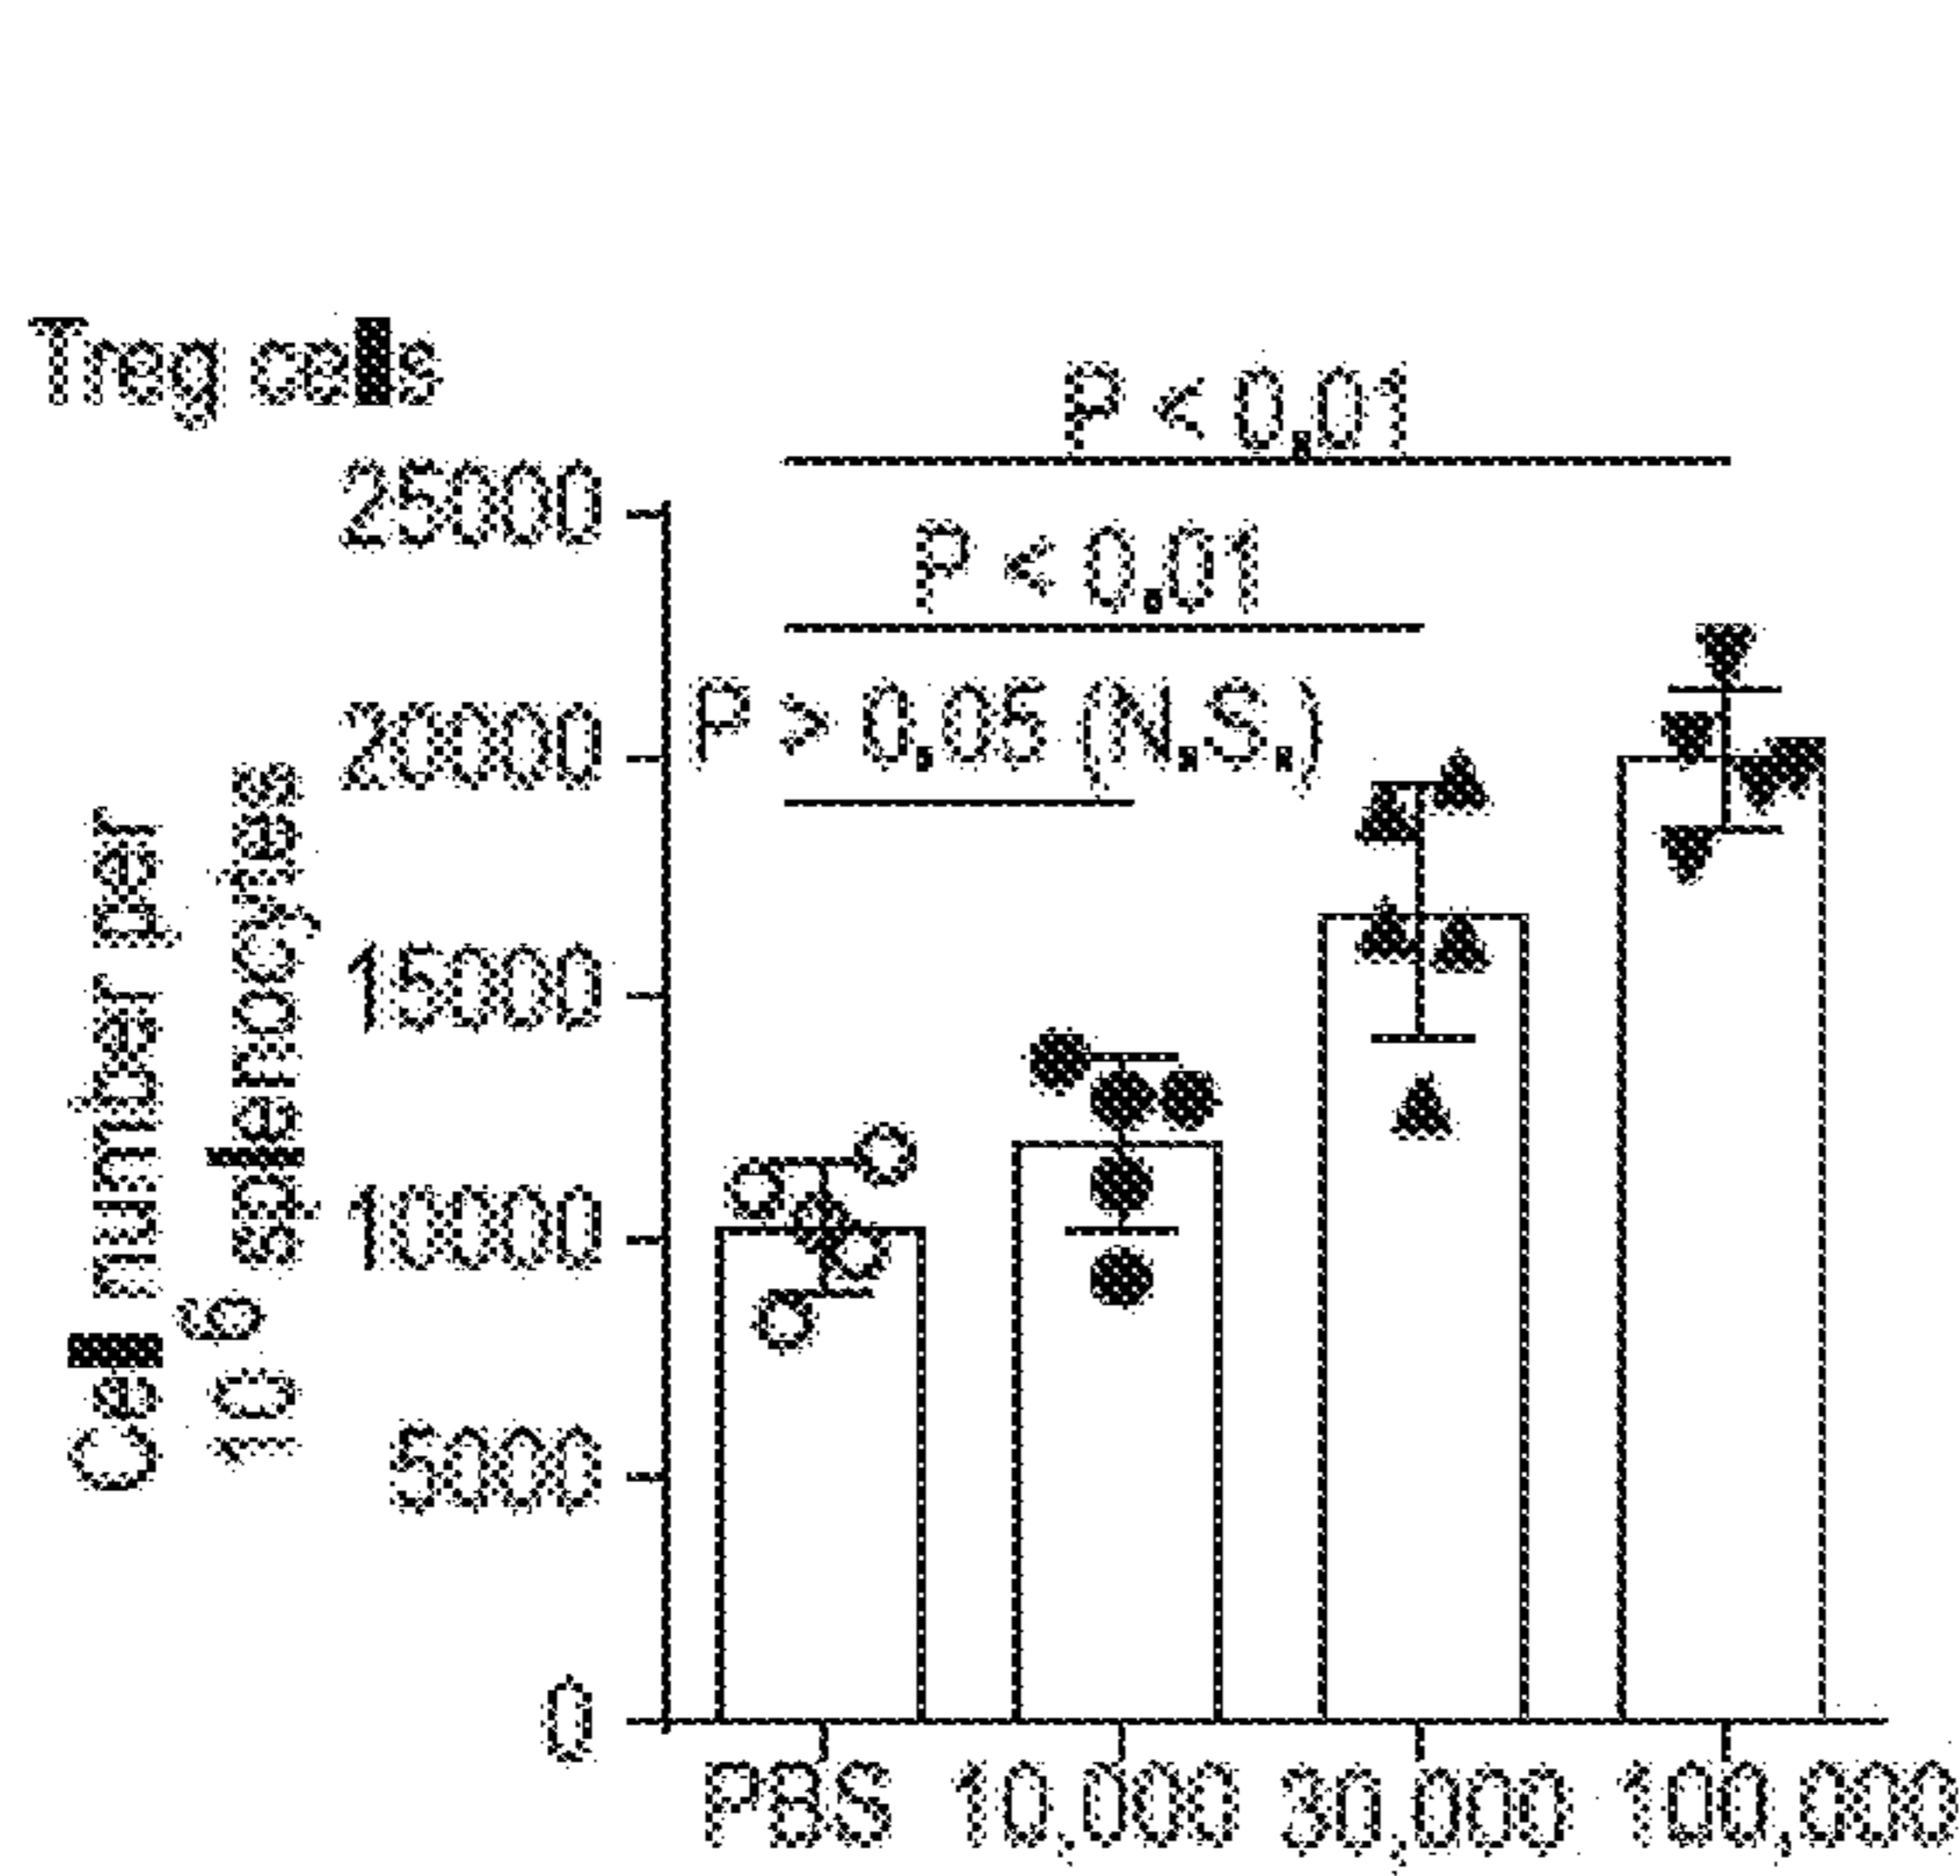 Treg cells
P < 0.01
25000
P < 0.01
20000
P > 0.05 (N.S.)
15000
10000
5000
0
Cell number per
10 6 splenocytes
PBS 10,000 30,000 100,000